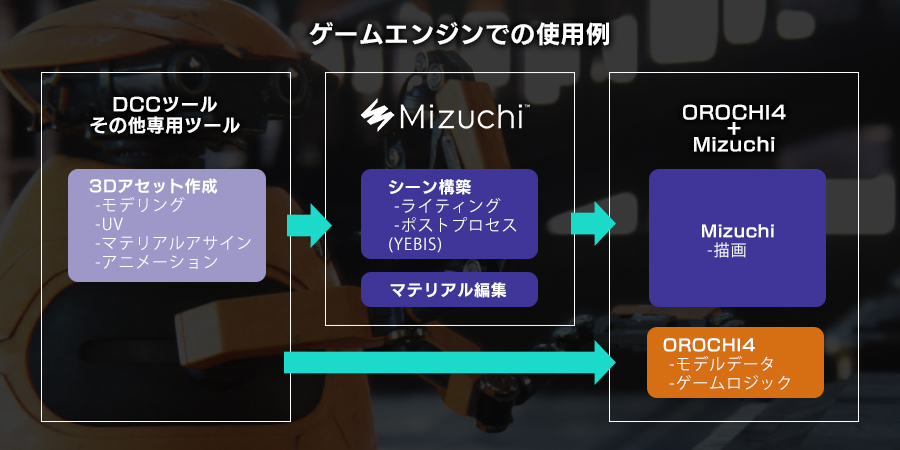 ゲームエンジンでの使用例
DCCツール
その他専用ツール
3Dアセット作成
-モデリング
-UV
-マテリアルアサイン
-アニメーション
Mizuchi™
シーン構築
-ライティング
-ポストプロセス
(YEBIS)
マテリアル編集
OROCHI4
+
Mizuchi
Mizuchi
-描画
OROCHI4
-モデルデータ
-ゲームロジック